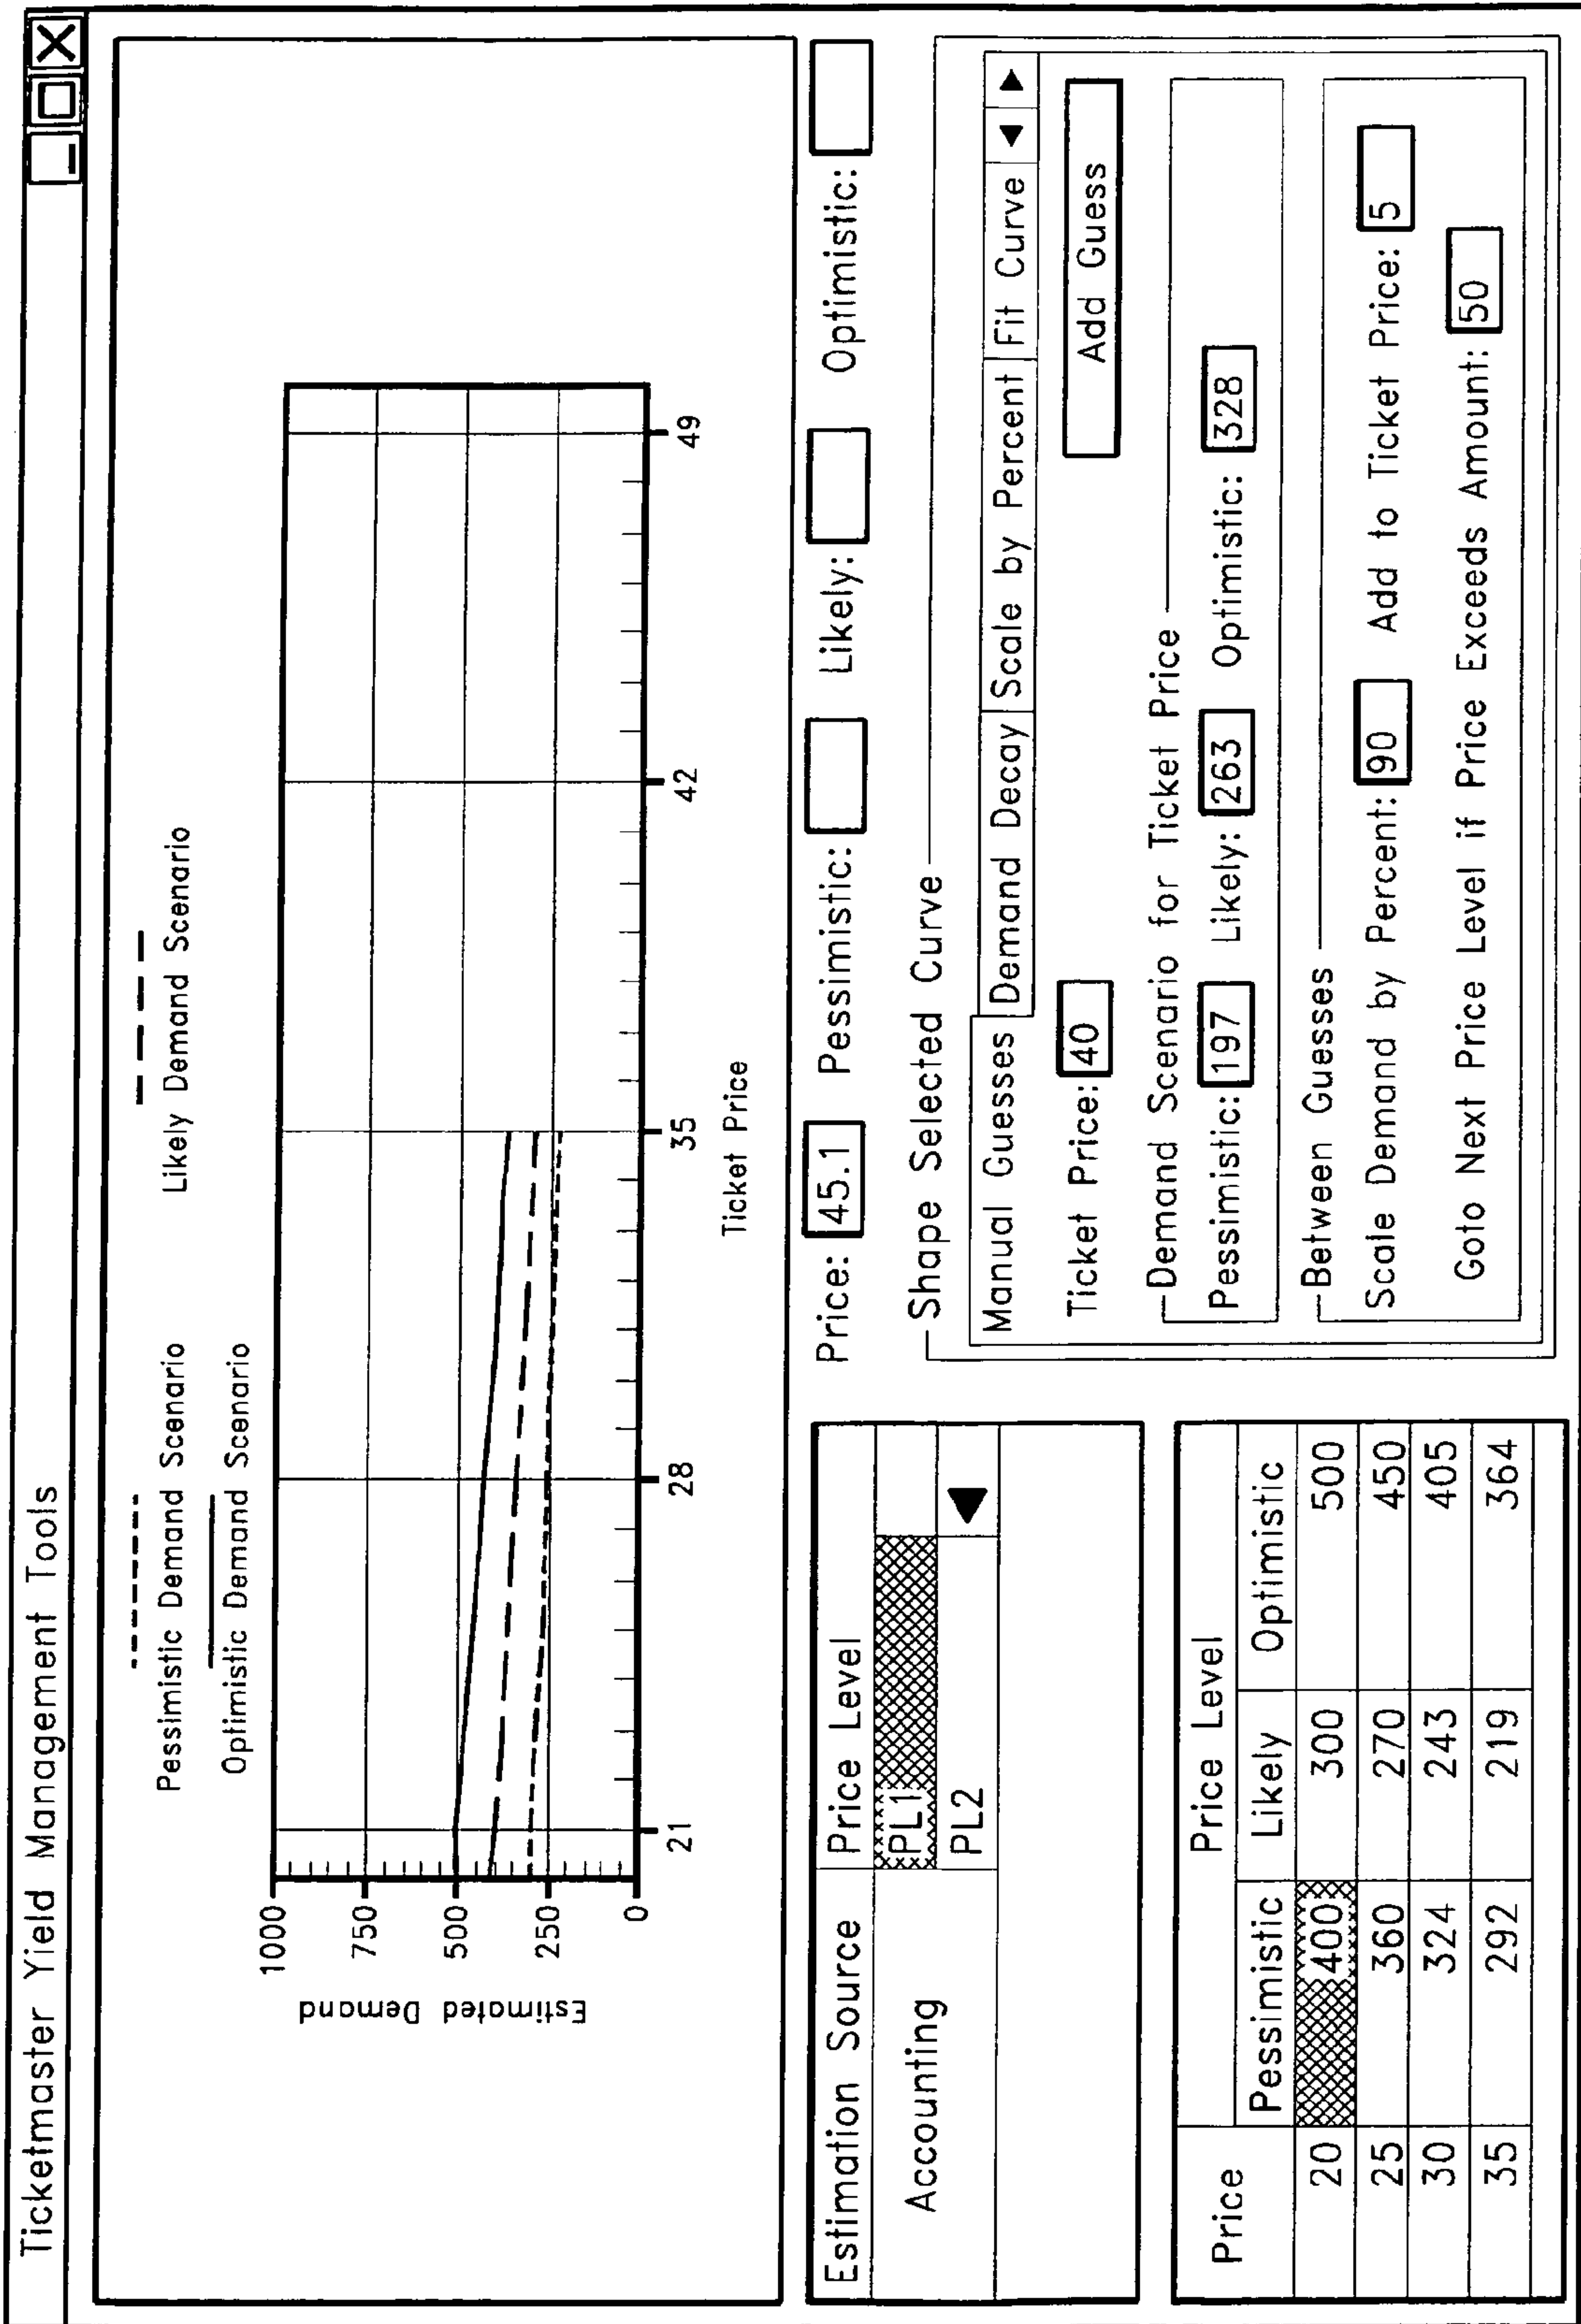 Ticketmaster Yield Management Tools
Pessimistic Demand Scenario
Likely Demand Scenario
Optimistic Demand Scenario
Estimated Demand
1000
750
500
250
0
21 28 35 42 49
Ticket Price
Estimation Source Price Level
Accounting PL1
PL2
Price Price Level
Pessimistic Likely Optimistic
20 400 300 500
25 360 270 450
30 324 243 405
35 292 219 364
Price: 45.1 Pessimistic: Likely: Optimistic:
Shape Selected Curve
Manual Guesses Demand Decay Scale by Percent Fit Curve
Ticket Price: 40 Add Guess
Demand Scenario for Ticket Price
Pessimistic: 197 Likely: 263 Optimistic: 328
Between Guesses
Scale Demand by Percent: 90 Add to Ticket Price: 5
Goto Next Price Level if Price Exceeds Amount: 50